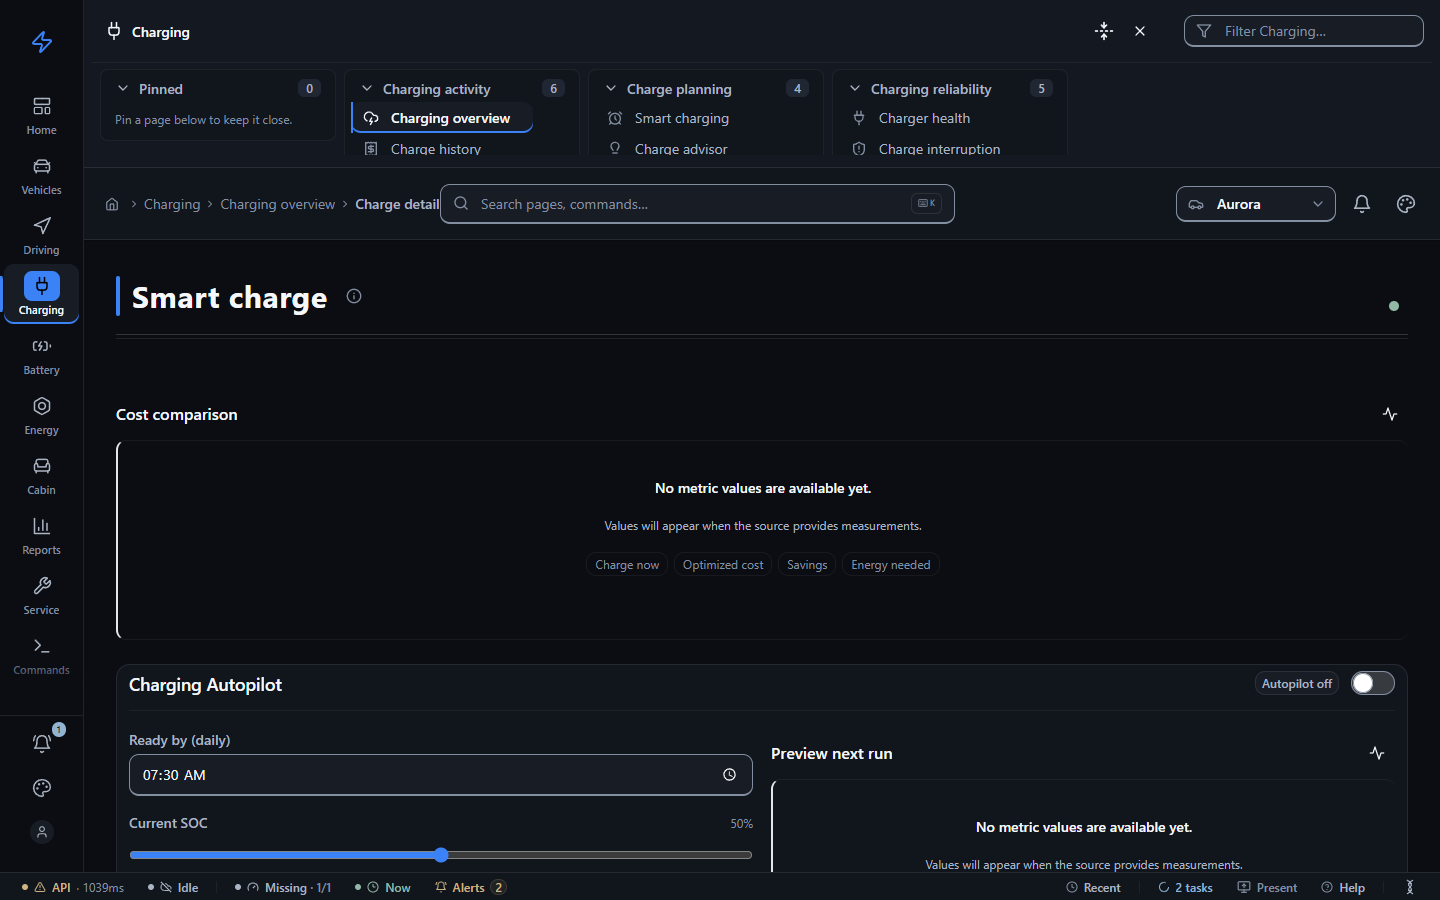 Charging
Filter Charging...
Home
Vehicles
Driving
Charging
Battery
Energy
Cabin
Reports
Service
Commands
1
Pinned 0
Pin a page below to keep it close.
Charging activity 6
Charging overview
Charge history
Charge planning 4
Smart charging
Charge advisor
Charging reliability 5
Charger health
Charge interruption
Charging > Charging overview > Charge detail
Search pages, commands...
K
Aurora
Smart charge
Cost comparison
No metric values are available yet.
Values will appear when the source provides measurements.
Charge now Optimized cost Savings Energy needed
Charging Autopilot
Autopilot off
Ready by (daily)
07:30 AM
Current SOC 50%
Preview next run
No metric values are available yet.
Values will appear when the source provides measurements.
API · 1039ms Idle Missing · 1/1 Now Alerts 2 Recent 2 tasks Present Help